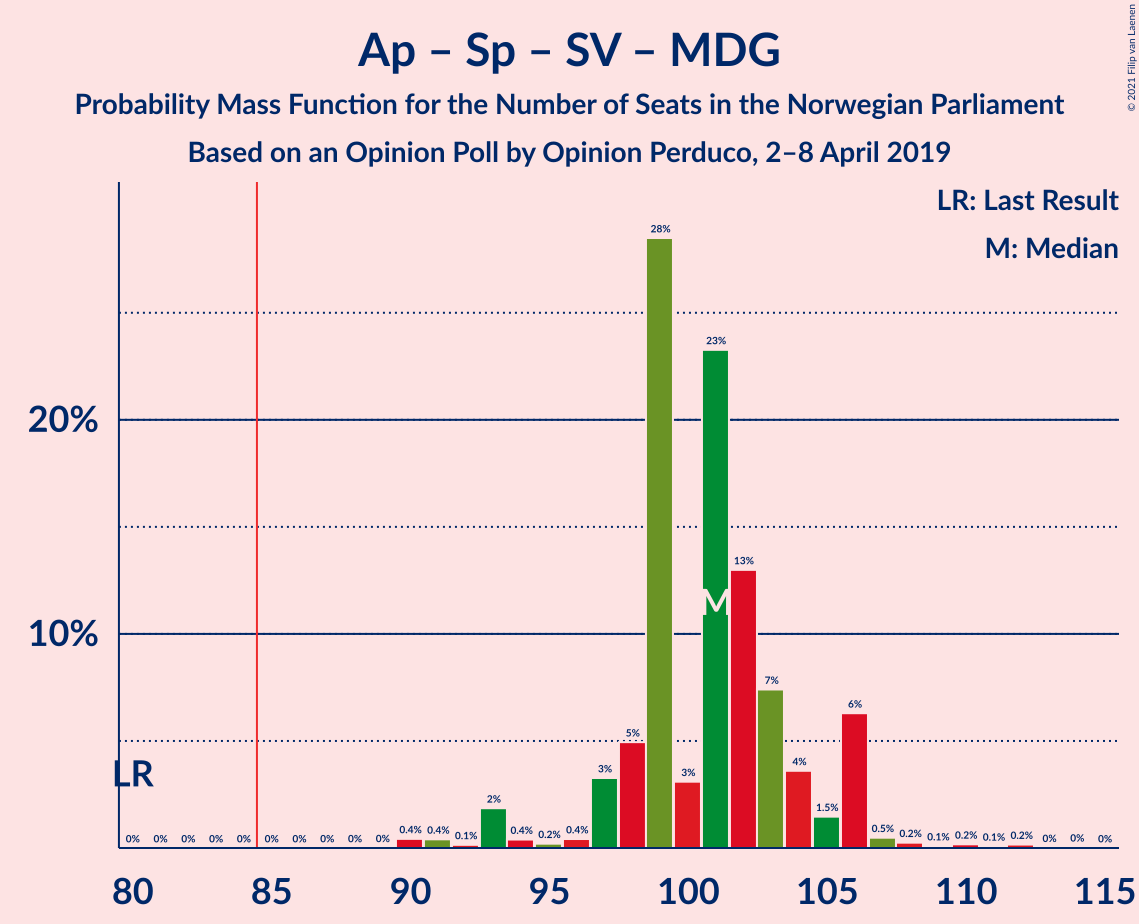 Ap – Sp – SV – MDG
Probability Mass Function for the Number of Seats in the Norwegian Parliament
Based on an Opinion Poll by Opinion Perduco, 2–8 April 2019
© 2021 Filip van Laenen
LR: Last Result
M: Median
20%
10%
0% 0% 0% 0% 0% 0% 0% 0% 0% 0% 0.4% 0.4% 0.1% 2% 0.4% 0.2% 0.4% 3% 5% 28% 3% 23% 13% 7% 4% 1.5% 6% 0.5% 0.2% 0.1% 0.2% 0.1% 0.2% 0% 0% 0%
LR
M
80 85 90 95 100 105 110 115